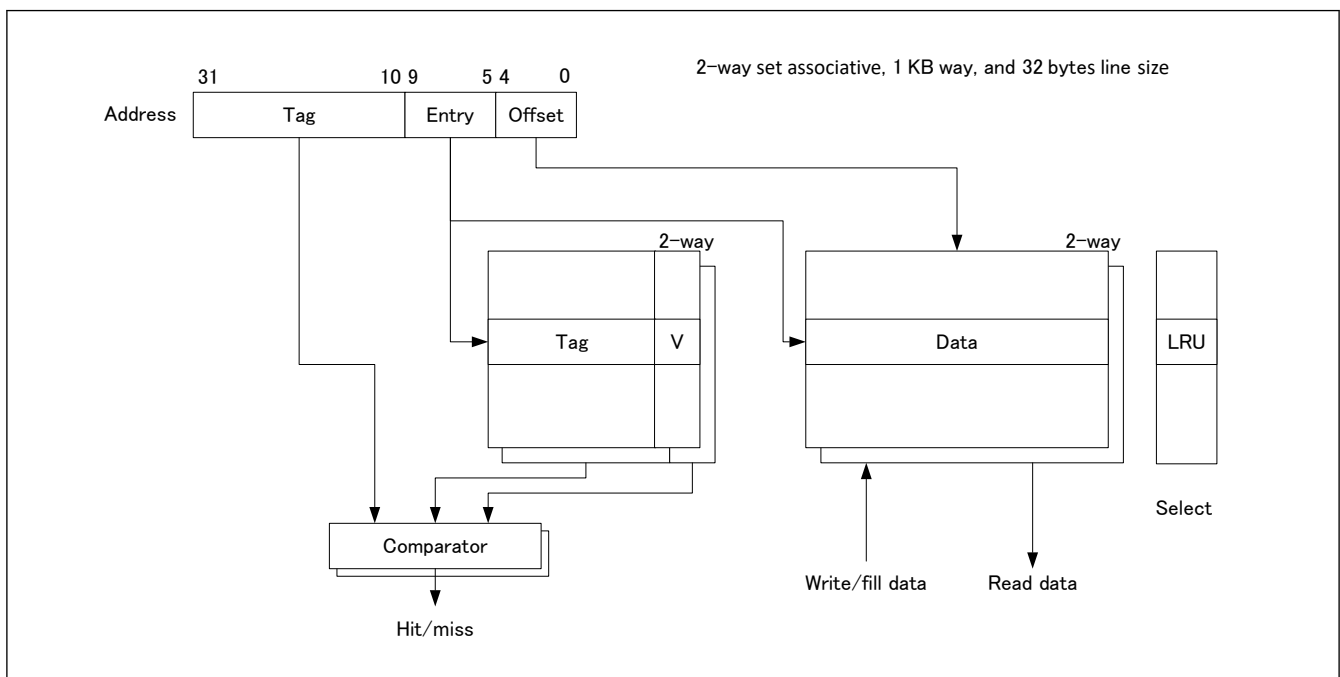 2-way set associative, 1 KB way, and 32 bytes line size
31 10 9 5 4 0
Address Tag Entry Offset
2-way 2-way
Tag V Data LRU
Select
Comparator
Write/fill data Read data
Hit/miss